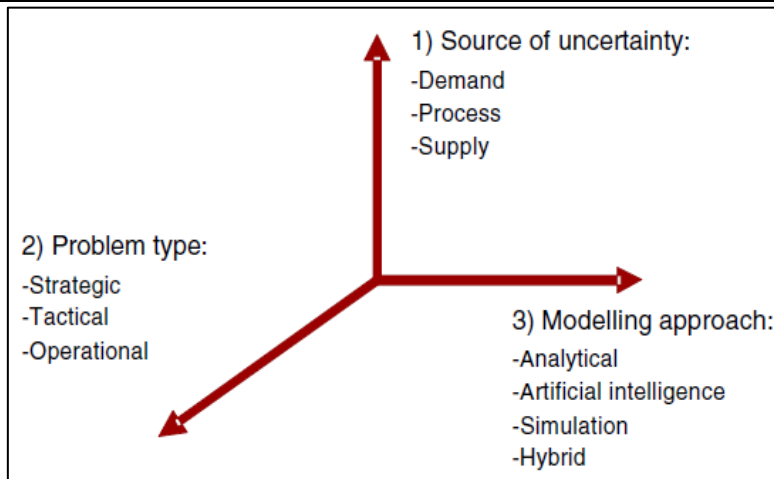 1) Source of uncertainty:
-Demand
-Process
-Supply
2) Problem type:
-Strategic
-Tactical
-Operational
3) Modelling approach:
-Analytical
-Artificial intelligence
-Simulation
-Hybrid